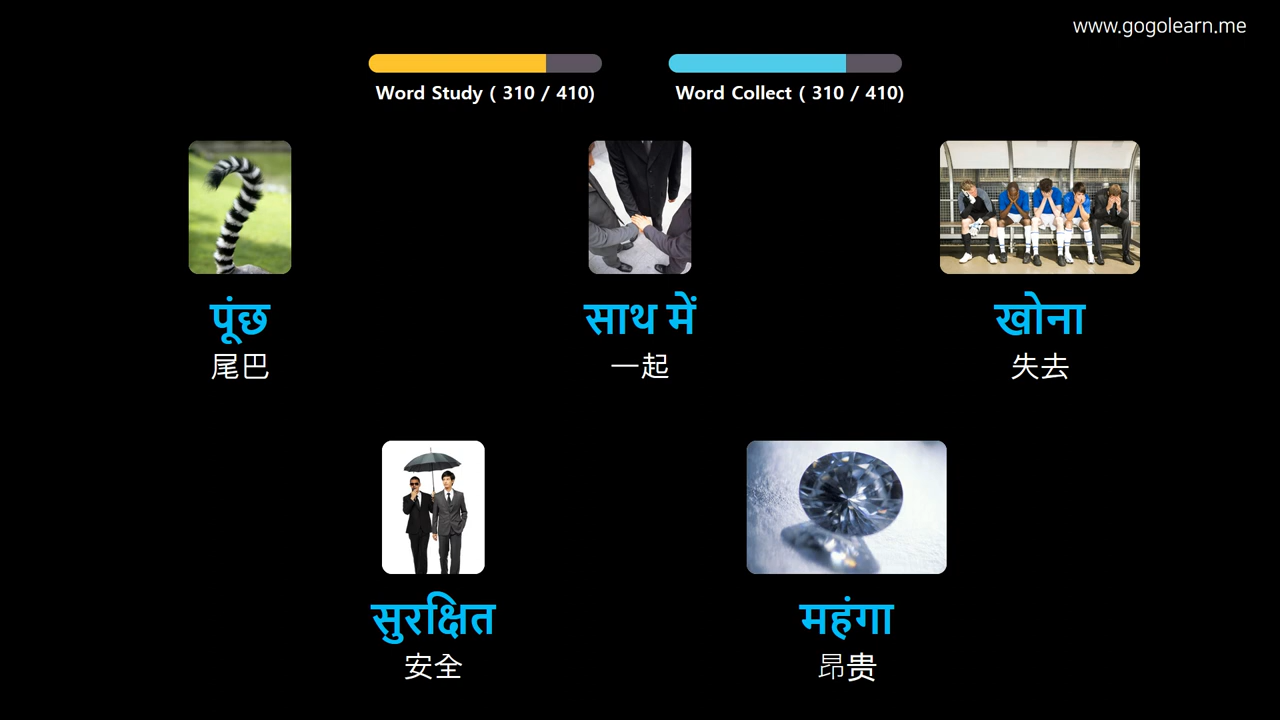 www.gogolearn.me
Word Study ( 310 / 410)
Word Collect ( 310 / 410)
पूंछ
尾巴
साथ में
一起
खोना
失去
सुरक्षित
安全
महंगा
昂贵